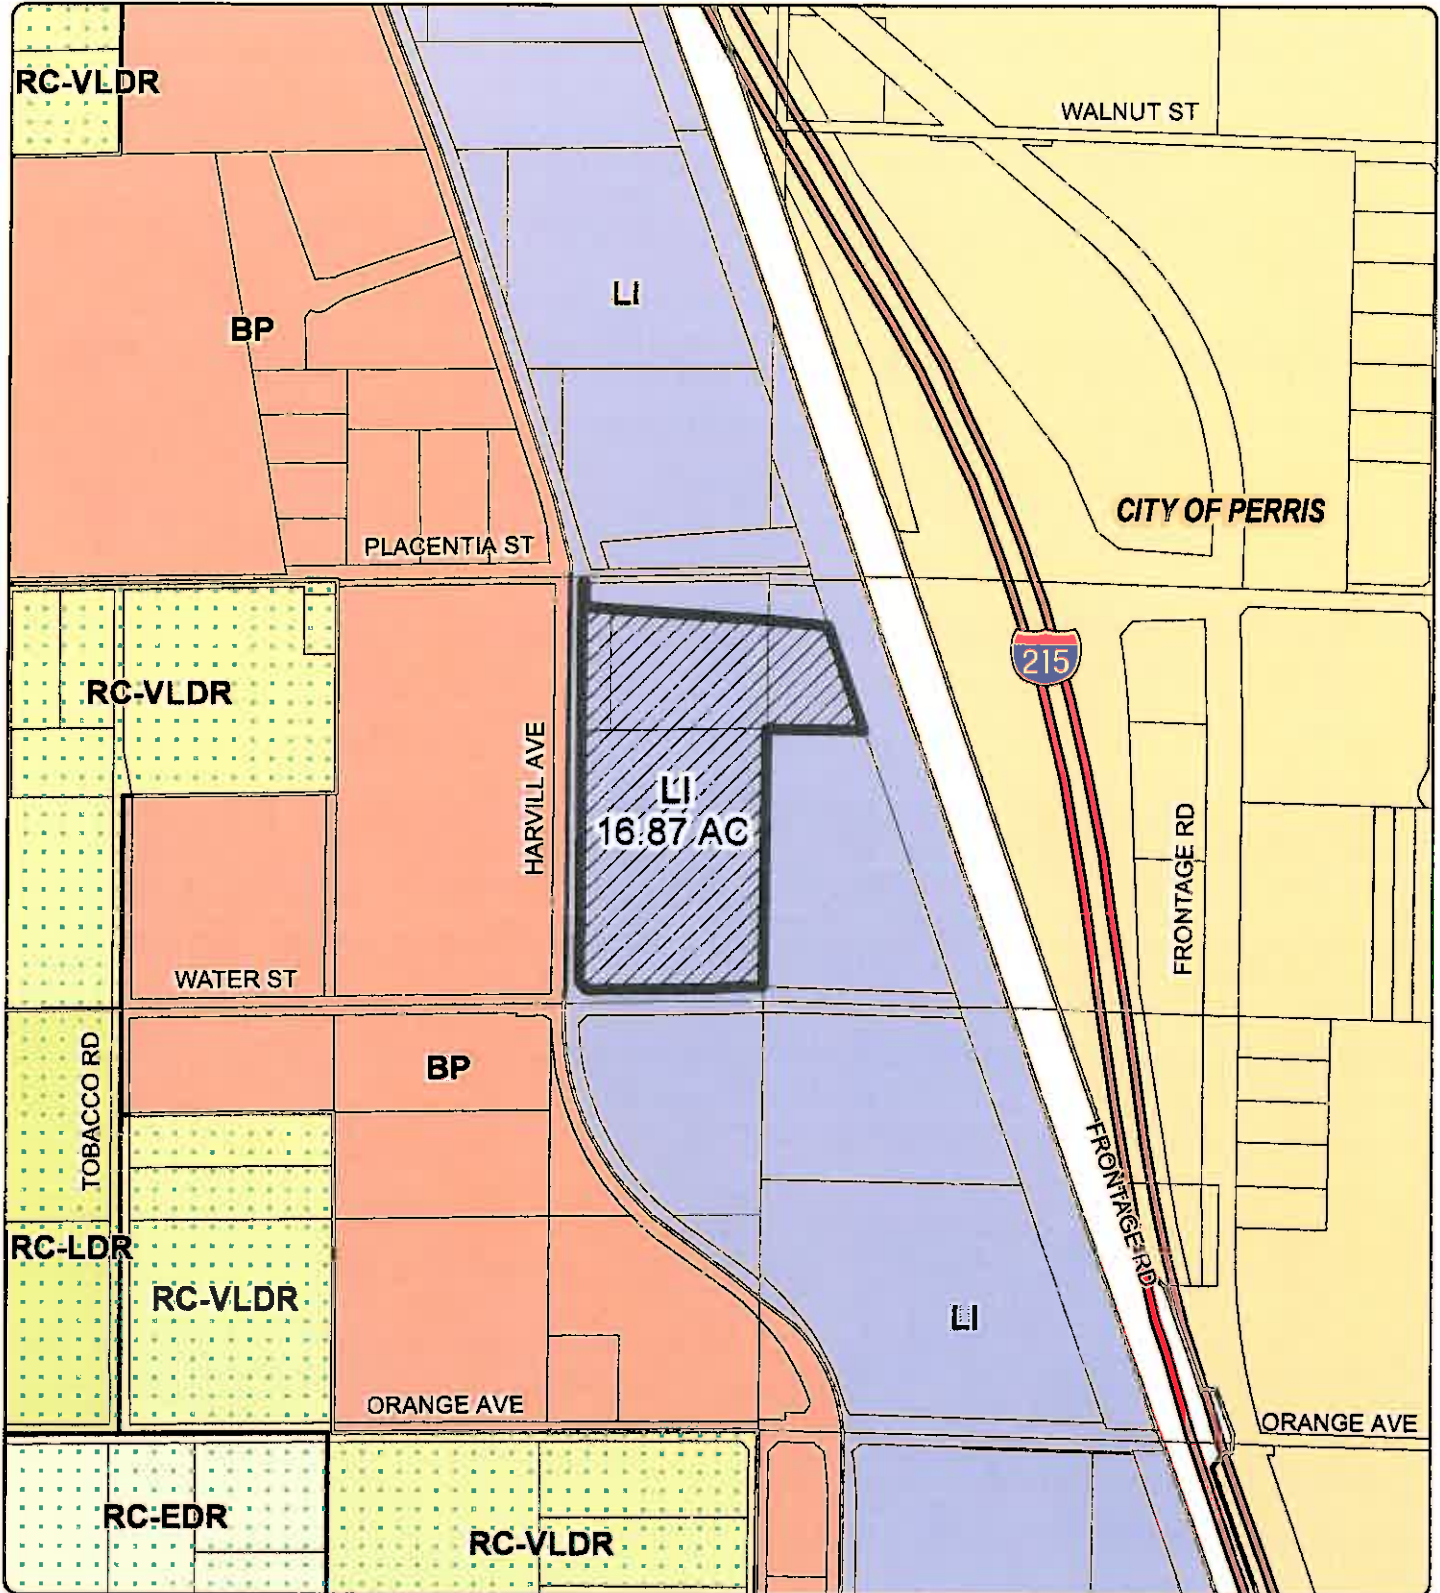 RC-VLDR
WALNUT ST
LI
BP
CITY OF PERRIS
PLACENTIA ST
215
RC-VLDR
HARVILL AVE
LI
16.87 AC
FRONTAGE RD
WATER ST
TOBACCO RD
BP
FRONTAGE RD
RC-LDR
RC-VLDR
LI
ORANGE AVE
ORANGE AVE
RC-EDR
RC-VLDR